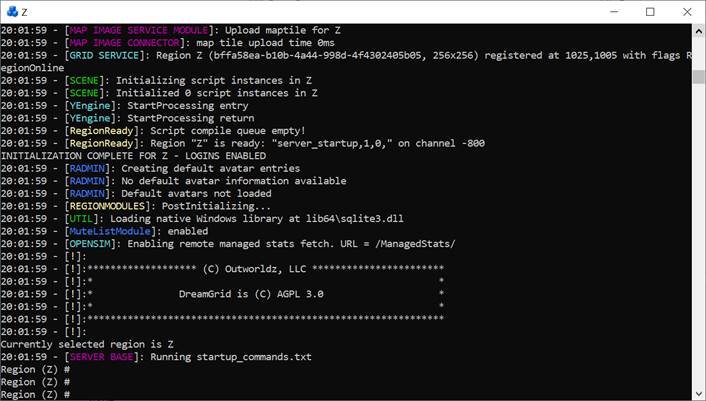 Z
20:01:59 - [MAP IMAGE SERVICE MODULE]: Upload maptile for Z
20:01:59 - [MAP IMAGE CONNECTOR]: map tile upload time 0ms
20:01:59 - [GRID SERVICE]: Region Z (bffa58ea-b10b-4a44-998d-4f4302405b05, 256x256) registered at 1025,1005 with flags R
egionOnline
20:01:59 - [SCENE]: Initializing script instances in Z
20:01:59 - [SCENE]: Initialized 0 script instances in Z
20:01:59 - [YEngine]: StartProcessing entry
20:01:59 - [YEngine]: StartProcessing return
20:01:59 - [RegionReady]: Script compile queue empty!
20:01:59 - [RegionReady]: Region "Z" is ready: "server_startup,1,0," on channel -800
INITIALIZATION COMPLETE FOR Z - LOGINS ENABLED
20:01:59 - [RADMIN]: Creating default avatar entries
20:01:59 - [RADMIN]: No default avatar information available
20:01:59 - [RADMIN]: Default avatars not loaded
20:01:59 - [REGIONMODULES]: PostInitializing...
20:01:59 - [UTIL]: Loading native Windows library at lib64\sqlite3.dll
20:01:59 - [MuteListModule]: enabled
20:01:59 - [OPENSIM]: Enabling remote managed stats fetch. URL = /ManagedStats/
20:01:59 - [!]:
20:01:59 - [!]:******************* (C) Outworldz, LLC ***********************
20:01:59 - [!]:*                                                            *
20:01:59 - [!]:*               DreamGrid is (C) AGPL 3.0                    *
20:01:59 - [!]:*                                                            *
20:01:59 - [!]:**************************************************************
20:01:59 - [!]:
Currently selected region is Z
20:01:59 - [SERVER BASE]: Running startup_commands.txt
Region (Z) #
Region (Z) #
Region (Z) #